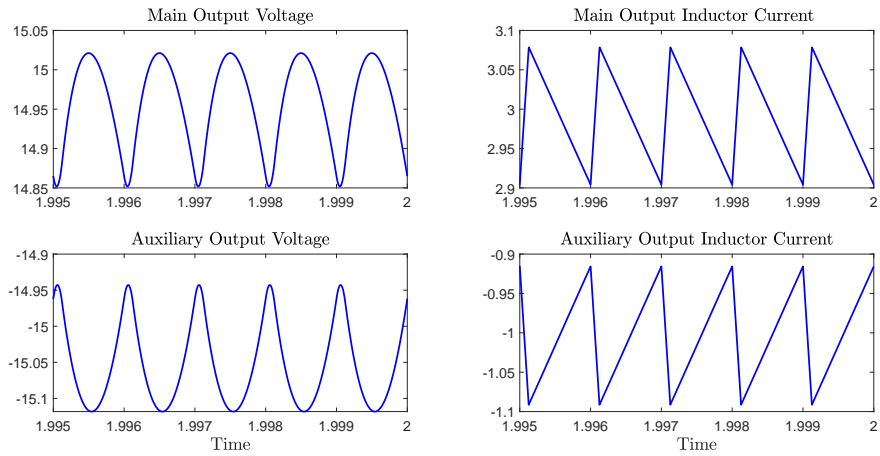 Main Output Voltage
15.05
15
14.95
14.9
14.85
1.995 1.996 1.997 1.998 1.999 2
Main Output Inductor Current
3.1
3.05
3
2.95
2.9
1.995 1.996 1.997 1.998 1.999 2
Auxiliary Output Voltage
-14.9
-14.95
-15
-15.05
-15.1
1.995 1.996 1.997 1.998 1.999 2
Time
Auxiliary Output Inductor Current
-0.9
-0.95
-1
-1.05
-1.1
1.995 1.996 1.997 1.998 1.999 2
Time